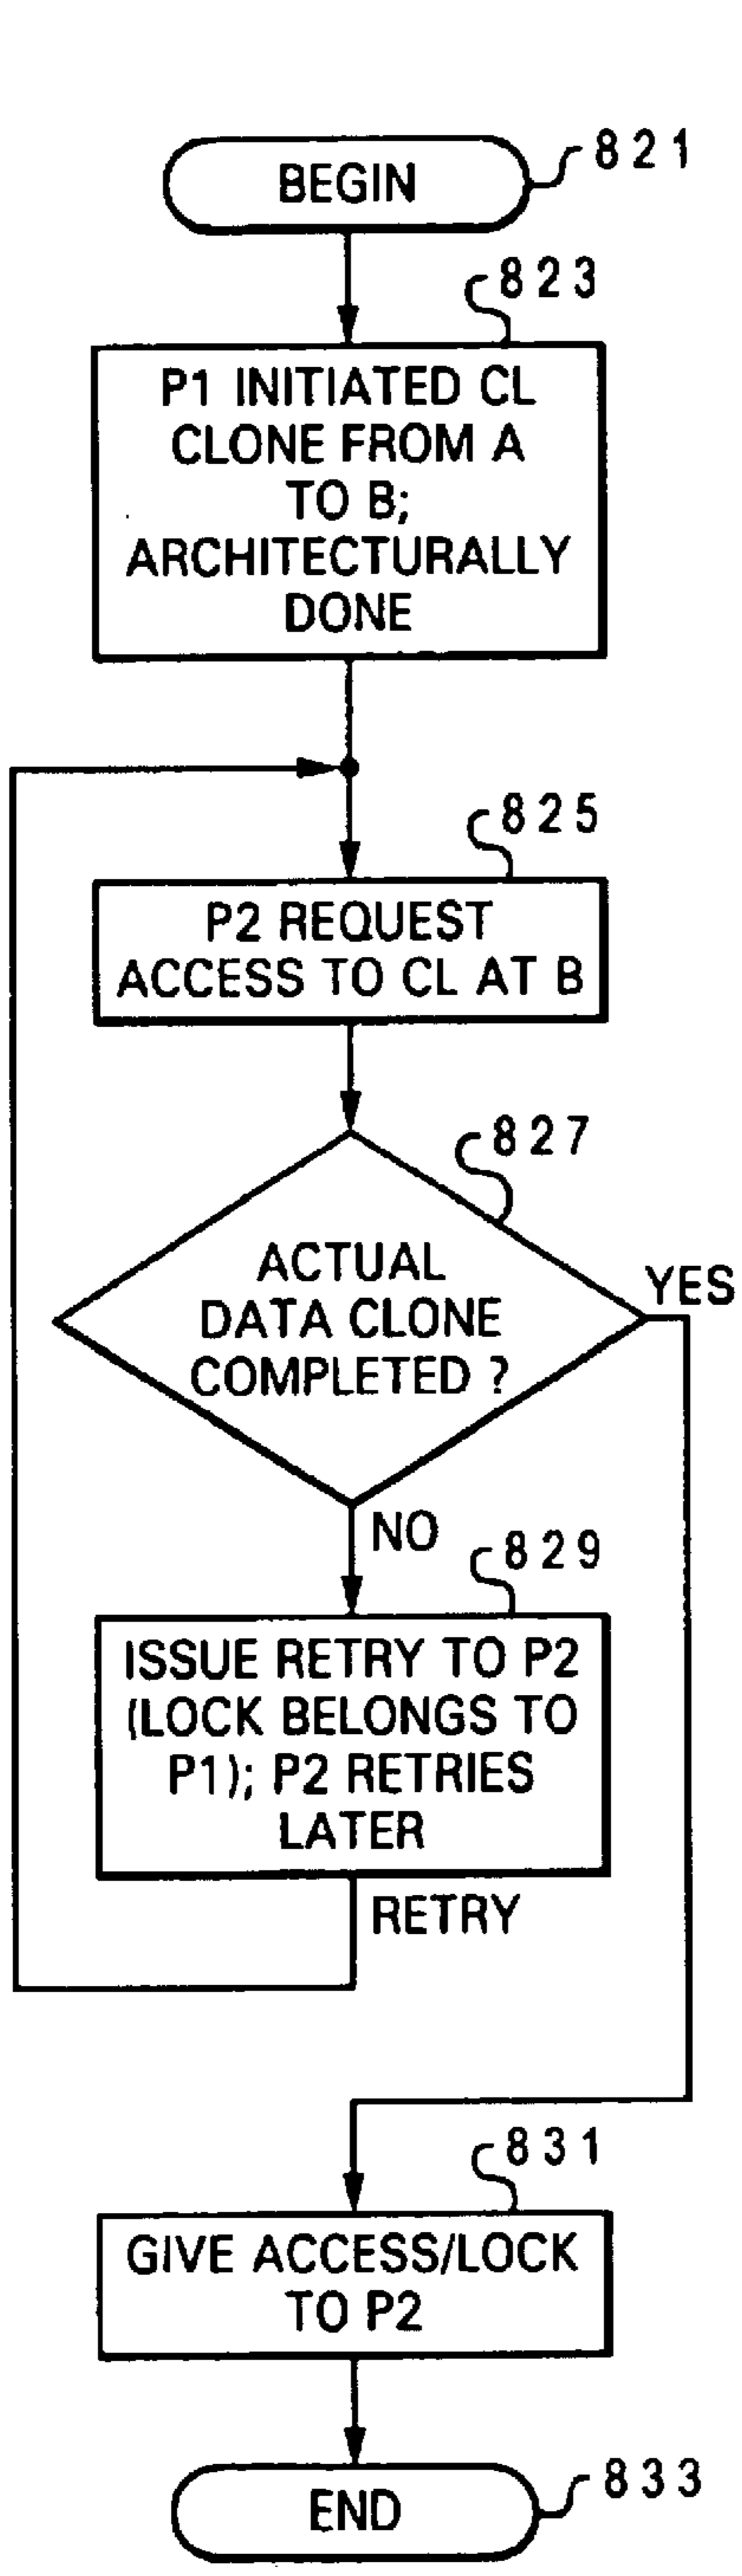 BEGIN
821
823
P1 INITIATED CL
CLONE FROM A
TO B;
ARCHITECTURALLY
DONE
825
P2 REQUEST
ACCESS TO CL AT B
827
ACTUAL
DATA CLONE
COMPLETED ?
YES
NO
829
ISSUE RETRY TO P2
(LOCK BELONGS TO
P1); P2 RETRIES
LATER
RETRY
831
GIVE ACCESS/LOCK
TO P2
END
833